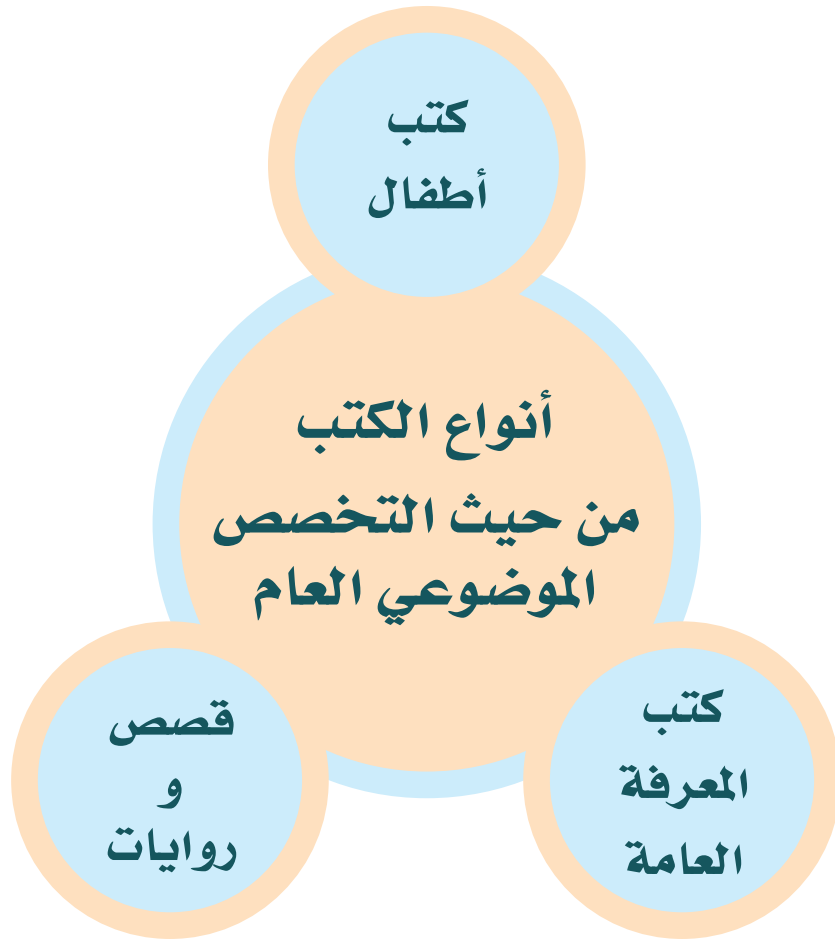 كتب
أطفال
أنواع الكتب
من حيث التخصص
الموضوعي العام
كتب
المعرفة
العامة
قصص
و
روايات